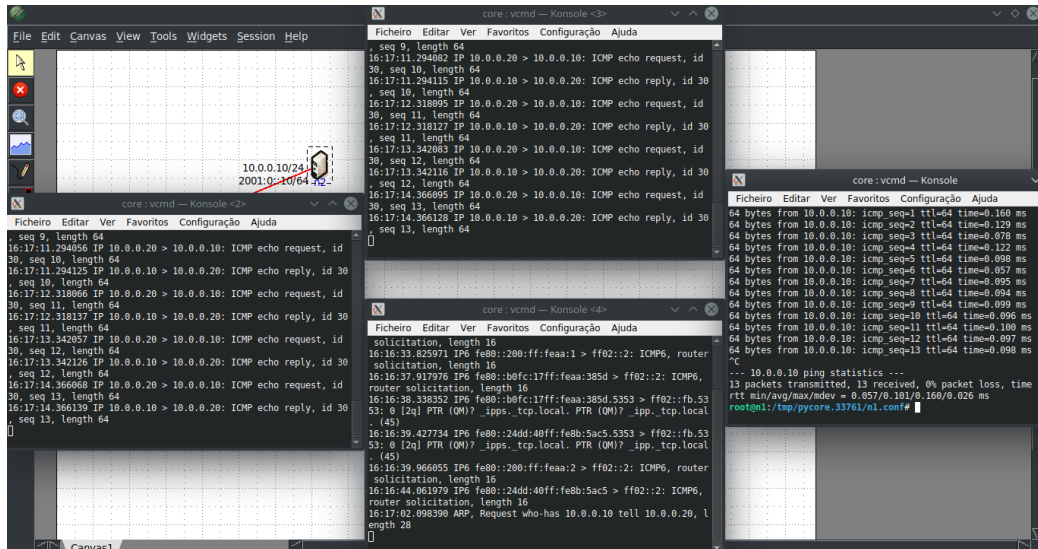 File Edit Canvas View Tools Widgets Session Help
10.0.0.10/24
2001:0::10/64 n2
Canvas1
core : vcmd — Konsole <3>
Ficheiro Editar Ver Favoritos Configuração Ajuda
, seq 9, length 64
16:17:11.294082 IP 10.0.0.20 > 10.0.0.10: ICMP echo request, id
30, seq 10, length 64
16:17:11.294115 IP 10.0.0.10 > 10.0.0.20: ICMP echo reply, id 30
, seq 10, length 64
16:17:12.318095 IP 10.0.0.20 > 10.0.0.10: ICMP echo request, id
30, seq 11, length 64
16:17:12.318127 IP 10.0.0.10 > 10.0.0.20: ICMP echo reply, id 30
, seq 11, length 64
16:17:13.342083 IP 10.0.0.20 > 10.0.0.10: ICMP echo request, id
30, seq 12, length 64
16:17:13.342116 IP 10.0.0.10 > 10.0.0.20: ICMP echo reply, id 30
, seq 12, length 64
16:17:14.366095 IP 10.0.0.20 > 10.0.0.10: ICMP echo request, id
30, seq 13, length 64
16:17:14.366128 IP 10.0.0.10 > 10.0.0.20: ICMP echo reply, id 30
, seq 13, length 64
core : vcmd — Konsole <2>
Ficheiro Editar Ver Favoritos Configuração Ajuda
, seq 9, length 64
16:17:11.294056 IP 10.0.0.20 > 10.0.0.10: ICMP echo request, id
30, seq 10, length 64
16:17:11.294125 IP 10.0.0.10 > 10.0.0.20: ICMP echo reply, id 30
, seq 10, length 64
16:17:12.318066 IP 10.0.0.20 > 10.0.0.10: ICMP echo request, id
30, seq 11, length 64
16:17:12.318137 IP 10.0.0.10 > 10.0.0.20: ICMP echo reply, id 30
, seq 11, length 64
16:17:13.342057 IP 10.0.0.20 > 10.0.0.10: ICMP echo request, id
30, seq 12, length 64
16:17:13.342126 IP 10.0.0.10 > 10.0.0.20: ICMP echo reply, id 30
, seq 12, length 64
16:17:14.366068 IP 10.0.0.20 > 10.0.0.10: ICMP echo request, id
30, seq 13, length 64
16:17:14.366139 IP 10.0.0.10 > 10.0.0.20: ICMP echo reply, id 30
, seq 13, length 64
core : vcmd — Konsole <4>
Ficheiro Editar Ver Favoritos Configuração Ajuda
solicitation, length 16
16:16:33.825971 IP6 fe80::200:ff:feaa:1 > ff02::2: ICMP6, router
solicitation, length 16
16:16:37.917976 IP6 fe80::b0fc:17ff:feaa:385d > ff02::2: ICMP6,
router solicitation, length 16
16:16:38.338352 IP6 fe80::b0fc:17ff:feaa:385d.5353 > ff02::fb.53
53: 0 [2q] PTR (QM)? _ipps._tcp.local. PTR (QM)? _ipp._tcp.local
. (45)
16:16:39.427734 IP6 fe80::24dd:40ff:fe8b:5ac5.5353 > ff02::fb.53
53: 0 [2q] PTR (QM)? _ipps._tcp.local. PTR (QM)? _ipp._tcp.local
. (45)
16:16:39.966055 IP6 fe80::200:ff:feaa:2 > ff02::2: ICMP6, router
solicitation, length 16
16:16:44.061979 IP6 fe80::24dd:40ff:fe8b:5ac5 > ff02::2: ICMP6,
router solicitation, length 16
16:17:02.098390 ARP, Request who-has 10.0.0.10 tell 10.0.0.20, l
ength 28
core : vcmd — Konsole
Ficheiro Editar Ver Favoritos Configuração Ajuda
64 bytes from 10.0.0.10: icmp_seq=1 ttl=64 time=0.160 ms
64 bytes from 10.0.0.10: icmp_seq=2 ttl=64 time=0.129 ms
64 bytes from 10.0.0.10: icmp_seq=3 ttl=64 time=0.078 ms
64 bytes from 10.0.0.10: icmp_seq=4 ttl=64 time=0.122 ms
64 bytes from 10.0.0.10: icmp_seq=5 ttl=64 time=0.098 ms
64 bytes from 10.0.0.10: icmp_seq=6 ttl=64 time=0.057 ms
64 bytes from 10.0.0.10: icmp_seq=7 ttl=64 time=0.095 ms
64 bytes from 10.0.0.10: icmp_seq=8 ttl=64 time=0.094 ms
64 bytes from 10.0.0.10: icmp_seq=9 ttl=64 time=0.099 ms
64 bytes from 10.0.0.10: icmp_seq=10 ttl=64 time=0.096 ms
64 bytes from 10.0.0.10: icmp_seq=11 ttl=64 time=0.100 ms
64 bytes from 10.0.0.10: icmp_seq=12 ttl=64 time=0.097 ms
64 bytes from 10.0.0.10: icmp_seq=13 ttl=64 time=0.098 ms
^C
--- 10.0.0.10 ping statistics ---
13 packets transmitted, 13 received, 0% packet loss, time
rtt min/avg/max/mdev = 0.057/0.101/0.160/0.026 ms
root@n1:/tmp/pycore.33761/n1.conf#